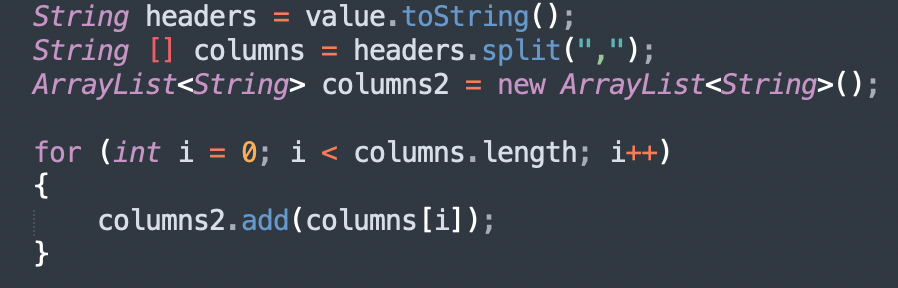 String headers = value.toString();
String [] columns = headers.split(",");
ArrayList<String> columns2 = new ArrayList<String>();
for (int i = 0; i < columns.length; i++)
{
columns2.add(columns[i]);
}